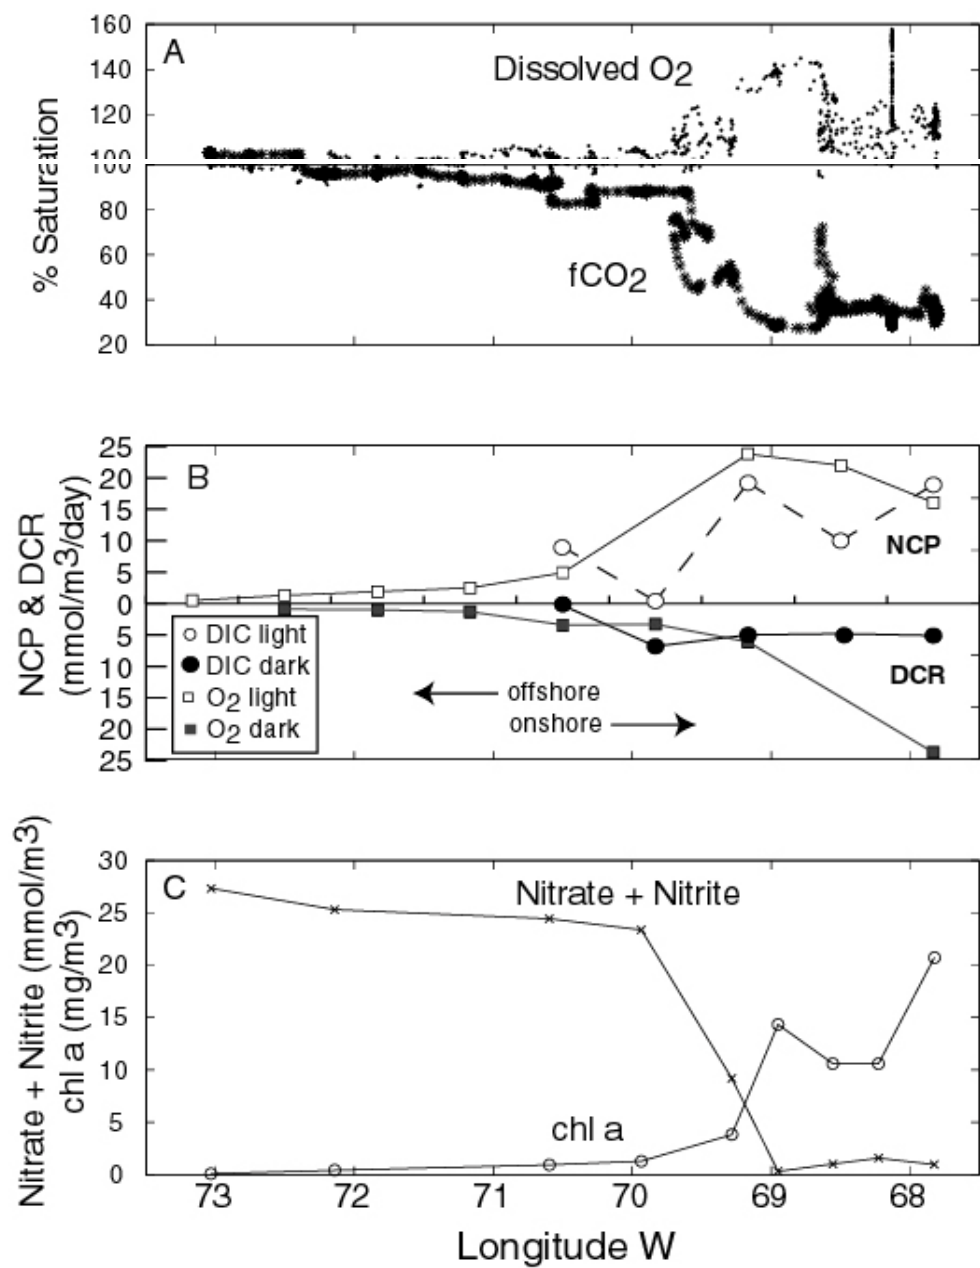 160
A
140
Dissolved O2
120
100
% Saturation
100
80
60
fCO2
40
20
25
B
20
15
10
NCP
5
0
NCP & DCR
(mmol/m3/day)
DIC light
5
DIC dark
DCR
10
O2 light
offshore
15
O2 dark
onshore
20
25
30
C
Nitrate + Nitrite
25
20
15
10
5
chl a
0
Nitrate + Nitrite (mmol/m3)
chl a (mg/m3)
73 72 71 70 69 68
Longitude W